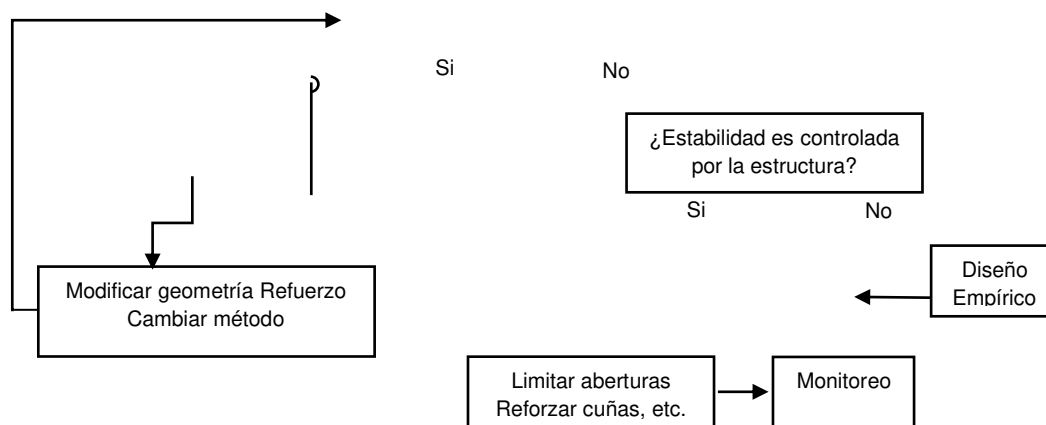 Si
No
¿Estabilidad es controlada
por la estructura?
Si
No
Diseño
Empírico
Modificar geometría Refuerzo
Cambiar método
Limitar aberturas
Reforzar cuñas, etc.
Monitoreo